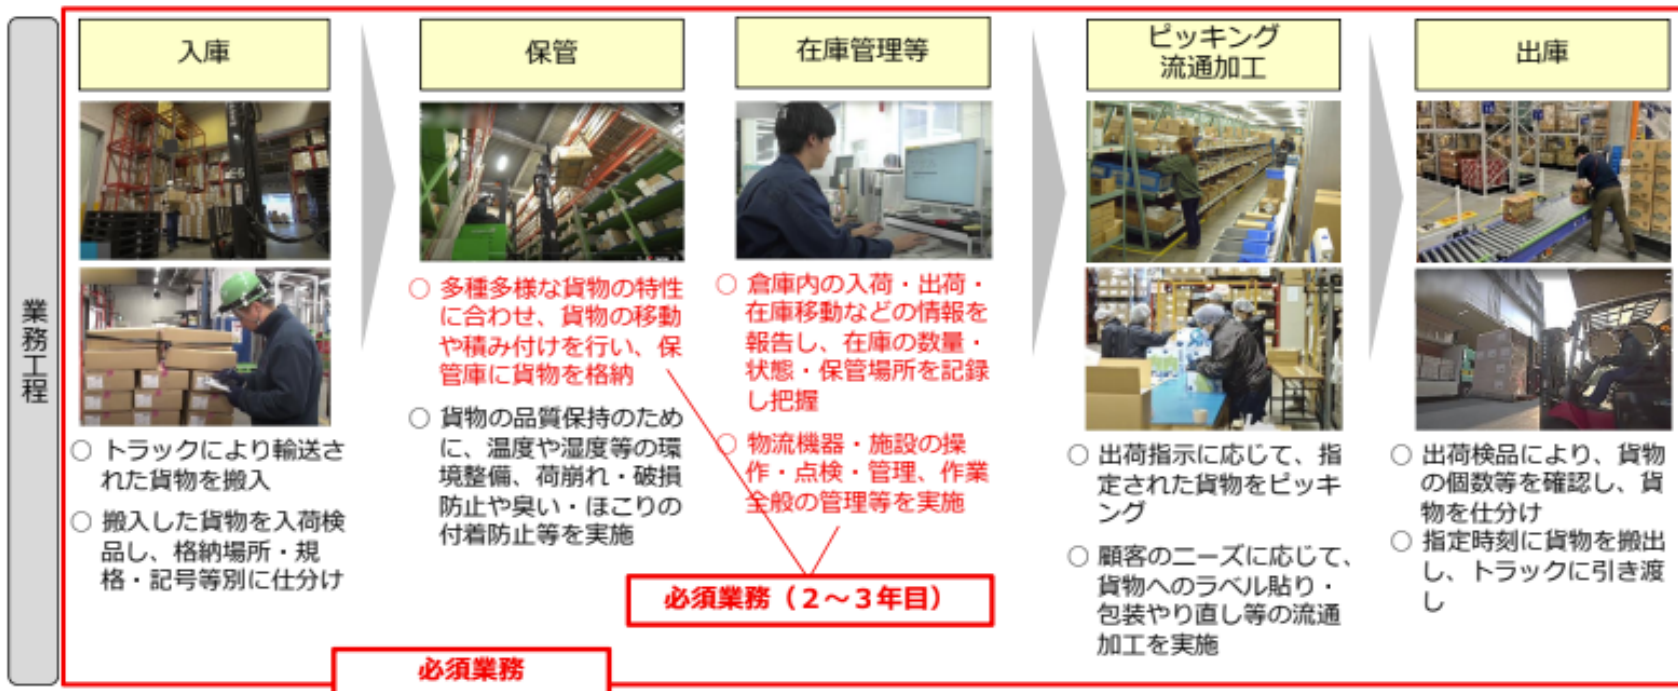 業務工程
入庫
トラックにより輸送さ
れた貨物を搬入
搬入した貨物を入荷検
品し、格納場所・規
格・記号等別に仕分け
保管
多種多様な貨物の特性
に合わせ、貨物の移動
や積み付けを行い、保
管庫に貨物を格納
貨物の品質保持のため
に、温度や湿度等の環
境整備、荷崩れ・破損
防止や臭い・ほこりの
付着防止等を実施
在庫管理等
倉庫内の入荷・出荷・
在庫移動などの情報を
報告し、在庫の数量・
状態・保管場所を記録
し把握
物流機器・施設の操
作・点検・管理、作業
全般の管理等を実施
必須業務（２～３年目）
ピッキング
流通加工
出荷指示に応じて、指
定された貨物をピッキ
ング
顧客のニーズに応じて、
貨物へのラベル貼り・
包装やり直し等の流通
加工を実施
出庫
出荷検品により、貨物
の個数等を確認し、貨
物を仕分け
指定時刻に貨物を搬出
し、トラックに引き渡
し
必須業務